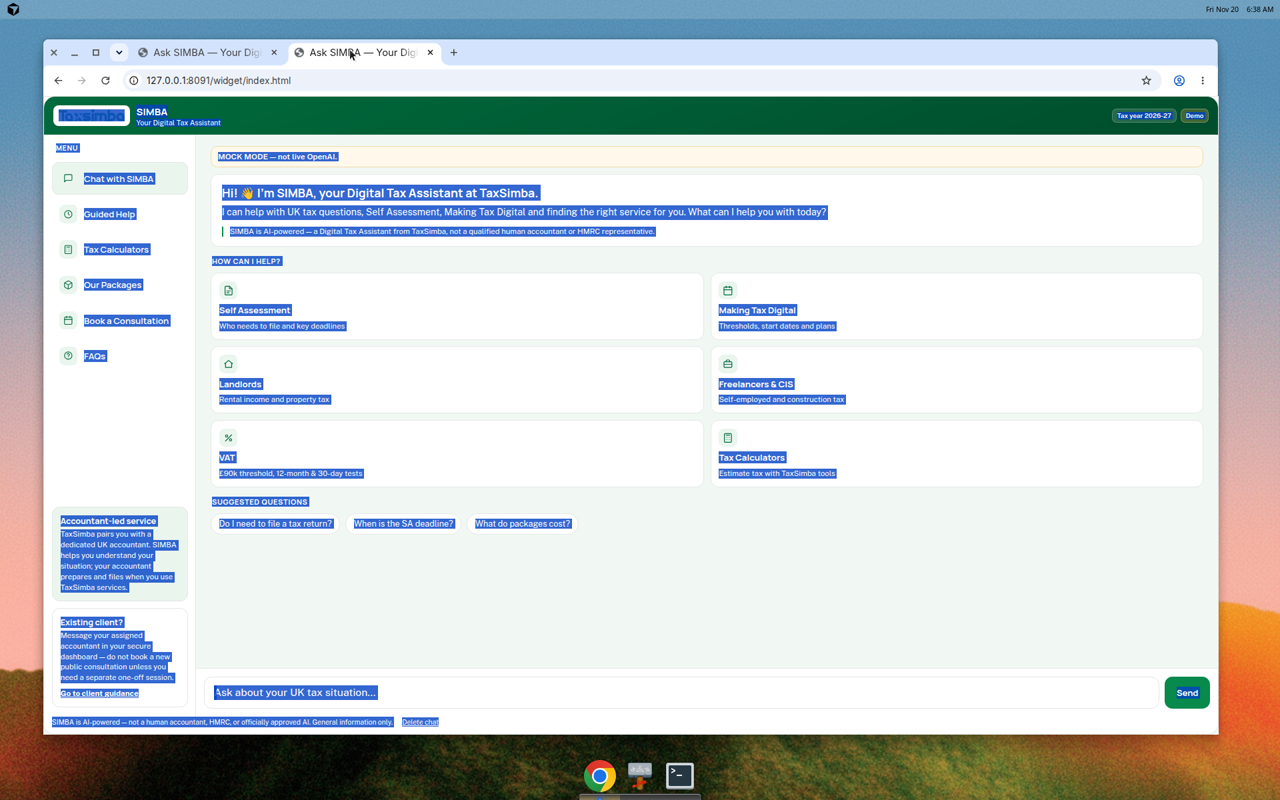 Fri Nov 20 6:38 AM
Ask SIMBA — Your Dig
Ask SIMBA — Your Dig
127.0.0.1:8091/widget/index.html
Taxsimba
SIMBA
Your Digital Tax Assistant
Tax year 2026-27
Demo
MENU
Chat with SIMBA
Guided Help
Tax Calculators
Our Packages
Book a Consultation
FAQs
Accountant-led service
TaxSimba pairs you with a
dedicated UK accountant. SIMBA
helps you understand your
situation; your accountant
prepares and files when you use
TaxSimba services.
Existing client?
Message your assigned
accountant in your secure
dashboard — do not book a new
public consultation unless you
need a separate one-off session.
Go to client guidance
MOCK MODE — not live OpenAI.
Hi! 👋 I'm SIMBA, your Digital Tax Assistant at TaxSimba.
I can help with UK tax questions, Self Assessment, Making Tax Digital and finding the right service for you. What can I help you with today?
SIMBA is AI-powered — a Digital Tax Assistant from TaxSimba, not a qualified human accountant or HMRC representative.
HOW CAN I HELP?
Self Assessment
Who needs to file and key deadlines
Making Tax Digital
Thresholds, start dates and plans
Landlords
Rental income and property tax
Freelancers & CIS
Self-employed and construction tax
VAT
£90k threshold, 12-month & 30-day tests
Tax Calculators
Estimate tax with TaxSimba tools
SUGGESTED QUESTIONS
Do I need to file a tax return?
When is the SA deadline?
What do packages cost?
Ask about your UK tax situation...
Send
SIMBA is AI-powered — not a human accountant, HMRC, or officially approved AI. General information only.
Delete chat